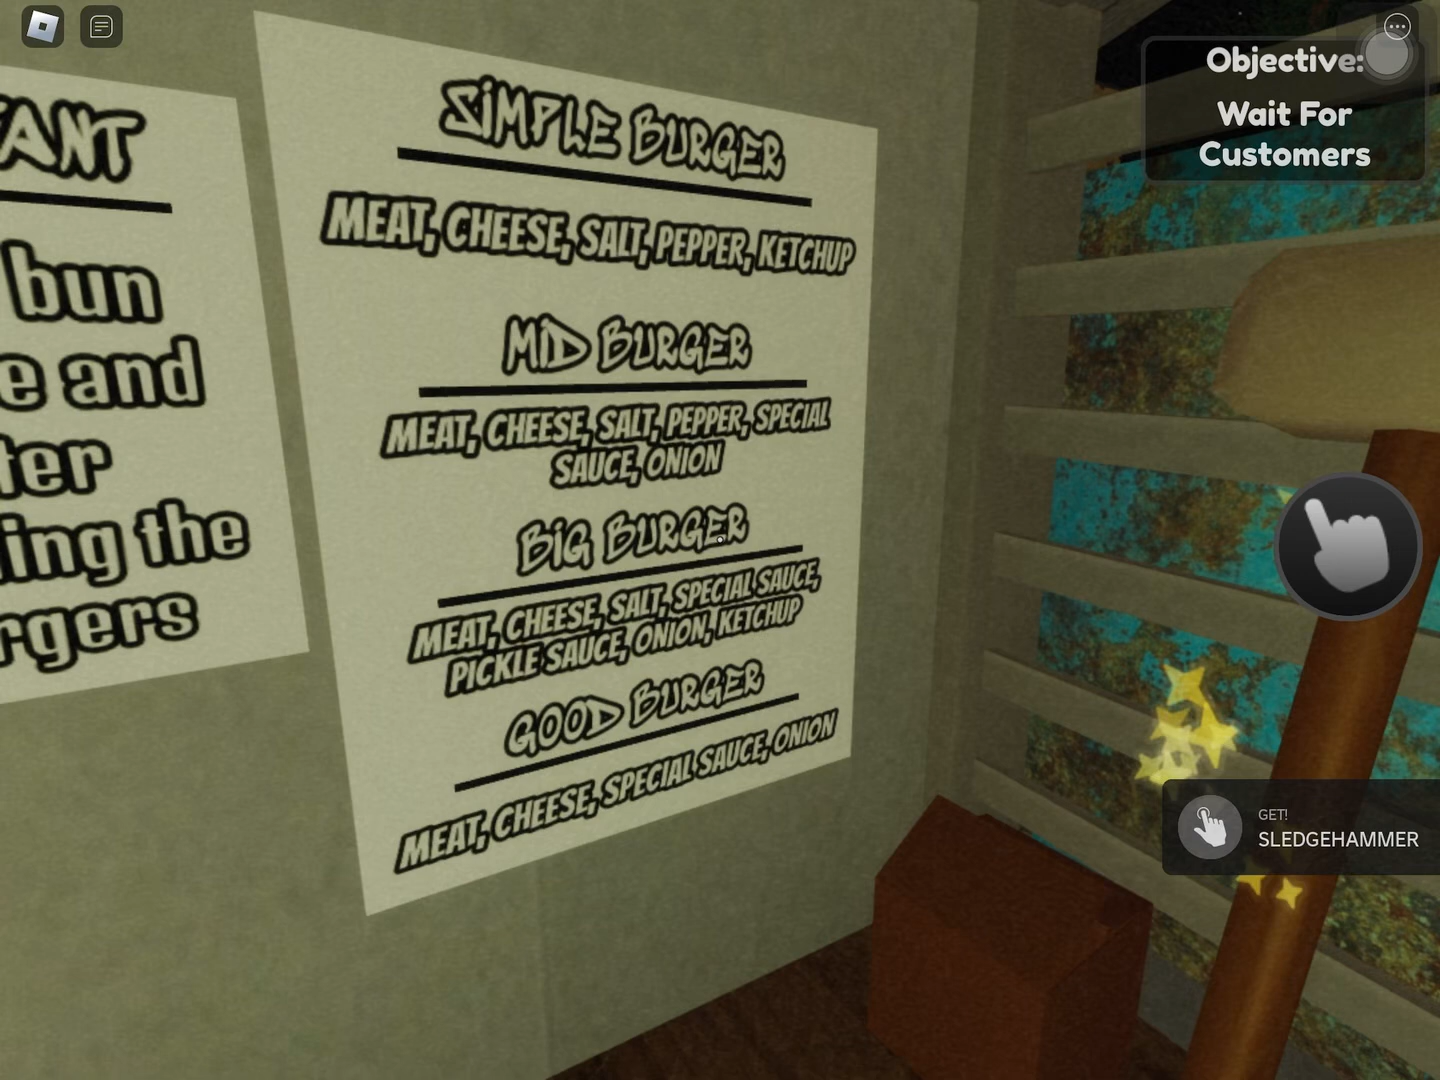 TANT
bun
e and
ter
ing the
rgers
SIMPLE BURGER
MEAT, CHEESE, SALT, PEPPER, KETCHUP
MID BURGER
MEAT, CHEESE, SALT, PEPPER, SPECIAL
SAUCE, ONION
BIG BURGER
MEAT, CHEESE, SALT, SPECIAL SAUCE,
PICKLE SAUCE, ONION, KETCHUP
GOOD BURGER
MEAT, CHEESE, SPECIAL SAUCE, ONION
Objective:
Wait For
Customers
GET!
SLEDGEHAMMER